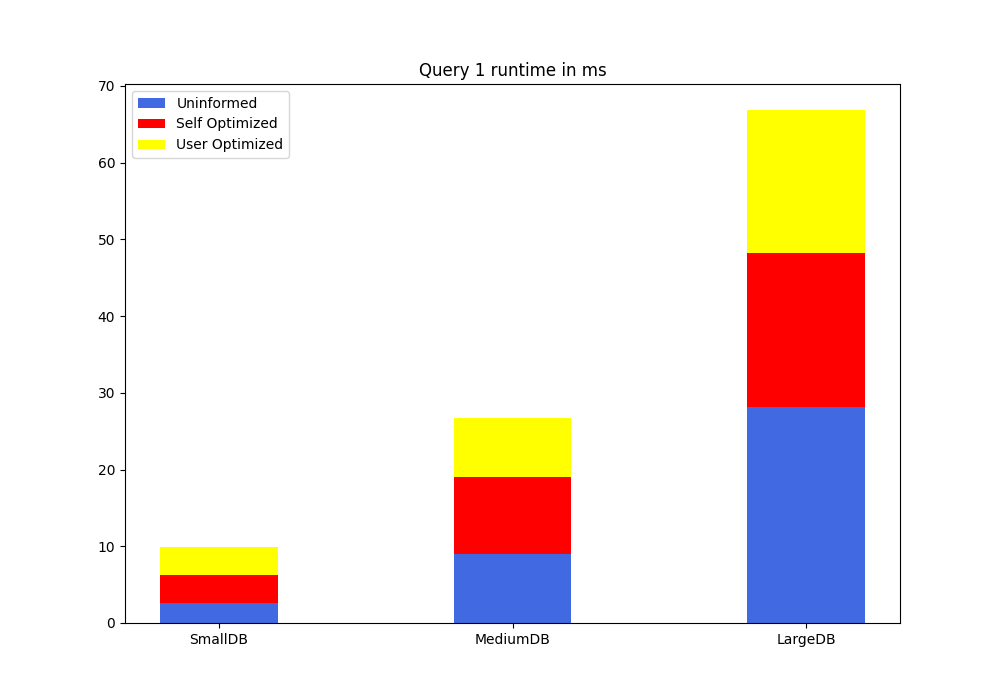 Query 1 runtime in ms
70
60
50
40
30
20
10
0
Uninformed
Self Optimized
User Optimized
SmallDB
MediumDB
LargeDB